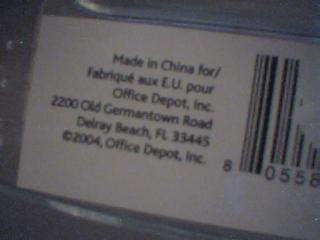 Made in China for/
Fabriqué aux E.U. pour
Office Depot, Inc.
2200 Old Germantown Road
Delray Beach, FL 33445
©2004, Office Depot, Inc.
8 0558